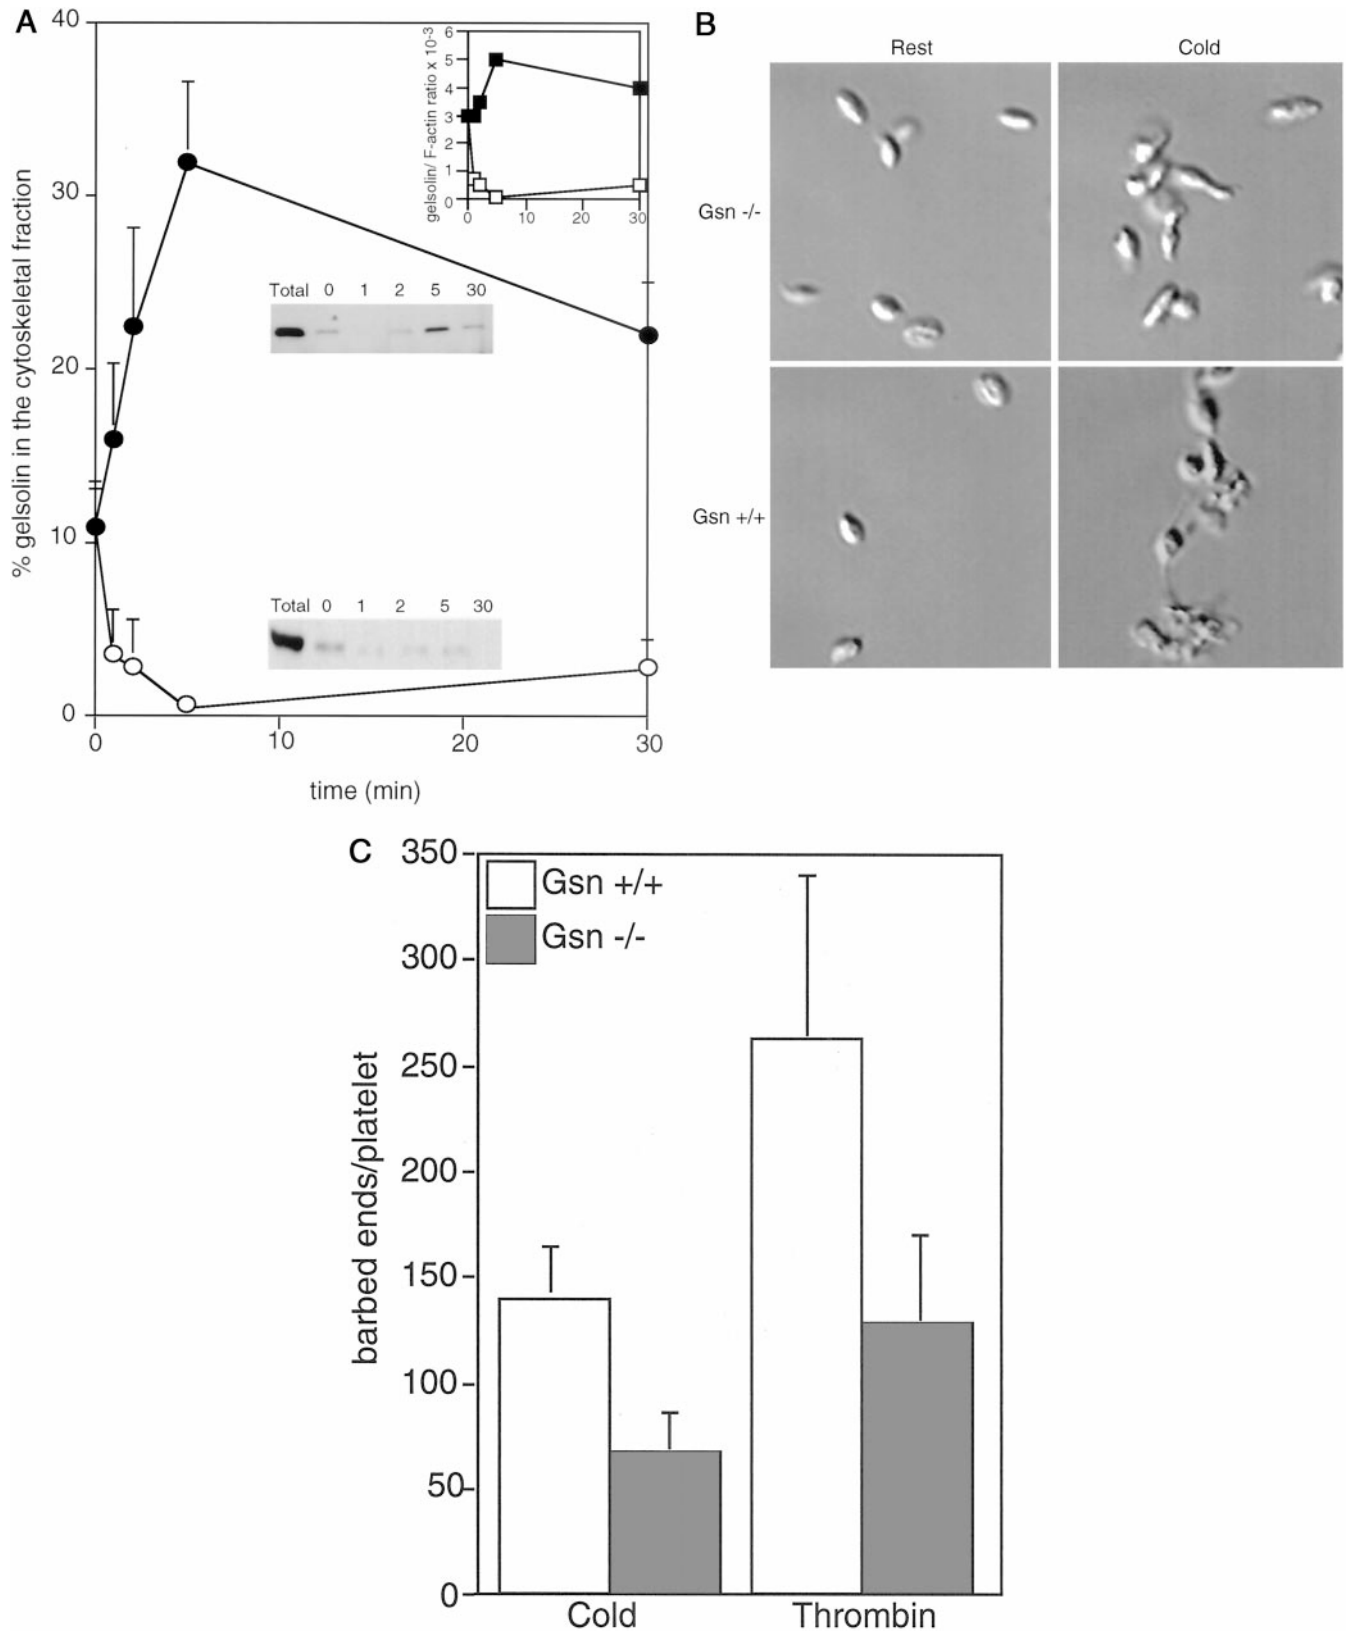 A
40
30
20
10
0
% gelsolin in the cytoskeletal fraction
0 10 20 30
time (min)
6
5
4
3
2
1
0
gelsolin/ F-actin ratio x 10-3
0 10 20 30
Total 0 1 2 5 30
Total 0 1 2 5 30
B
Rest Cold
Gsn -/-
Gsn +/+
C
350
300
250
200
150
100
50
0
barbed ends/platelet
Gsn +/+
Gsn -/-
Cold Thrombin